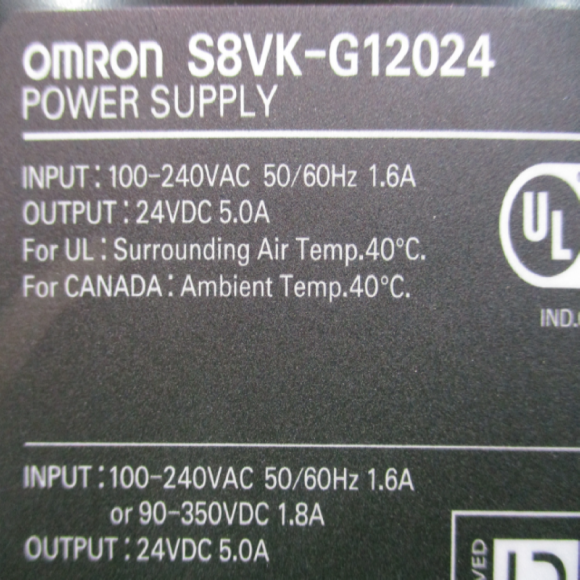 OMRON S8VK-G12024
POWER SUPPLY
INPUT : 100-240VAC 50/60Hz 1.6A
OUTPUT : 24VDC 5.0A
For UL : Surrounding Air Temp.40°C.
For CANADA : Ambient Temp.40°C.
UL
IND.
INPUT : 100-240VAC 50/60Hz 1.6A
or 90-350VDC 1.8A
OUTPUT : 24VDC 5.0A